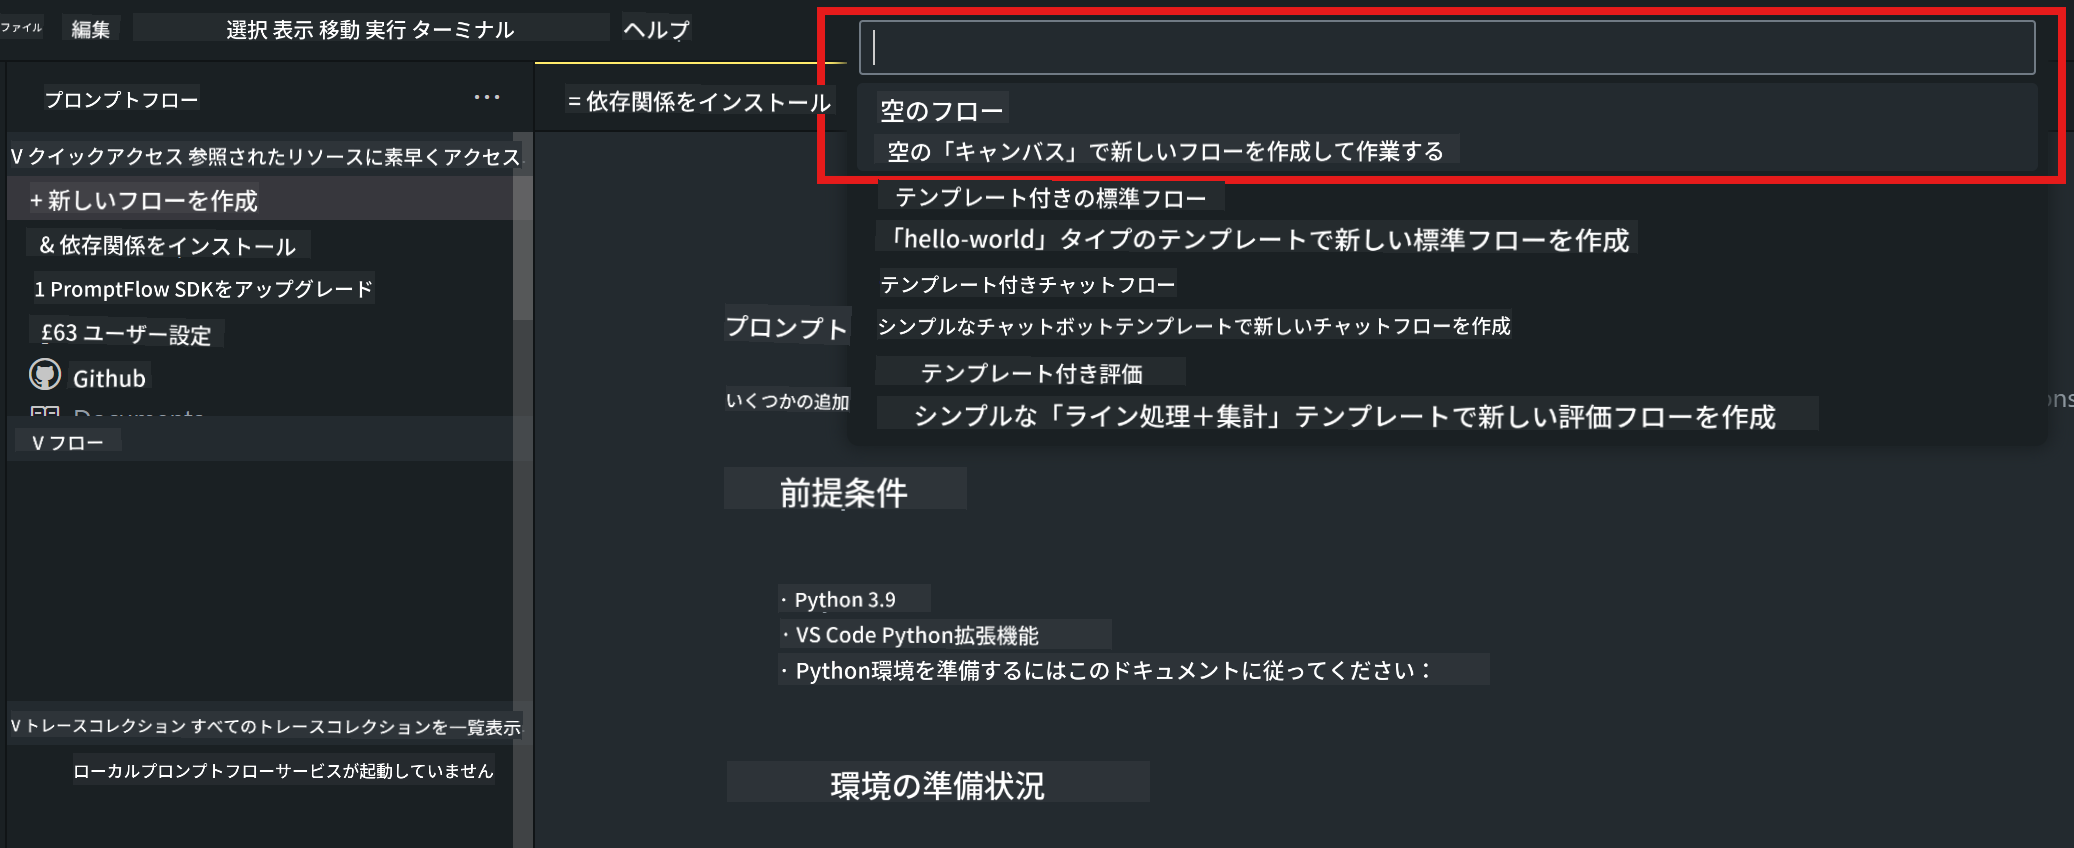 ファイル 編集 選択 表示 移動 実行 ターミナル ヘルプ
プロンプトフロー ...
V クイックアクセス 参照されたリソースに素早くアクセス
+ 新しいフローを作成
& 依存関係をインストール
1 PromptFlow SDKをアップグレード
£63 ユーザー設定
Github
Documents
V フロー
V トレースコレクション すべてのトレースコレクションを一覧表示
ローカルプロンプトフローサービスが起動していません
= 依存関係をインストール
空のフロー
空の「キャンバス」で新しいフローを作成して作業する
テンプレート付きの標準フロー
「hello-world」タイプのテンプレートで新しい標準フローを作成
テンプレート付きチャットフロー
シンプルなチャットボットテンプレートで新しいチャットフローを作成
テンプレート付き評価
シンプルな「ライン処理＋集計」テンプレートで新しい評価フローを作成
プロンプト
いくつかの追加
前提条件
· Python 3.9
· VS Code Python拡張機能
· Python環境を準備するにはこのドキュメントに従ってください：
環境の準備状況